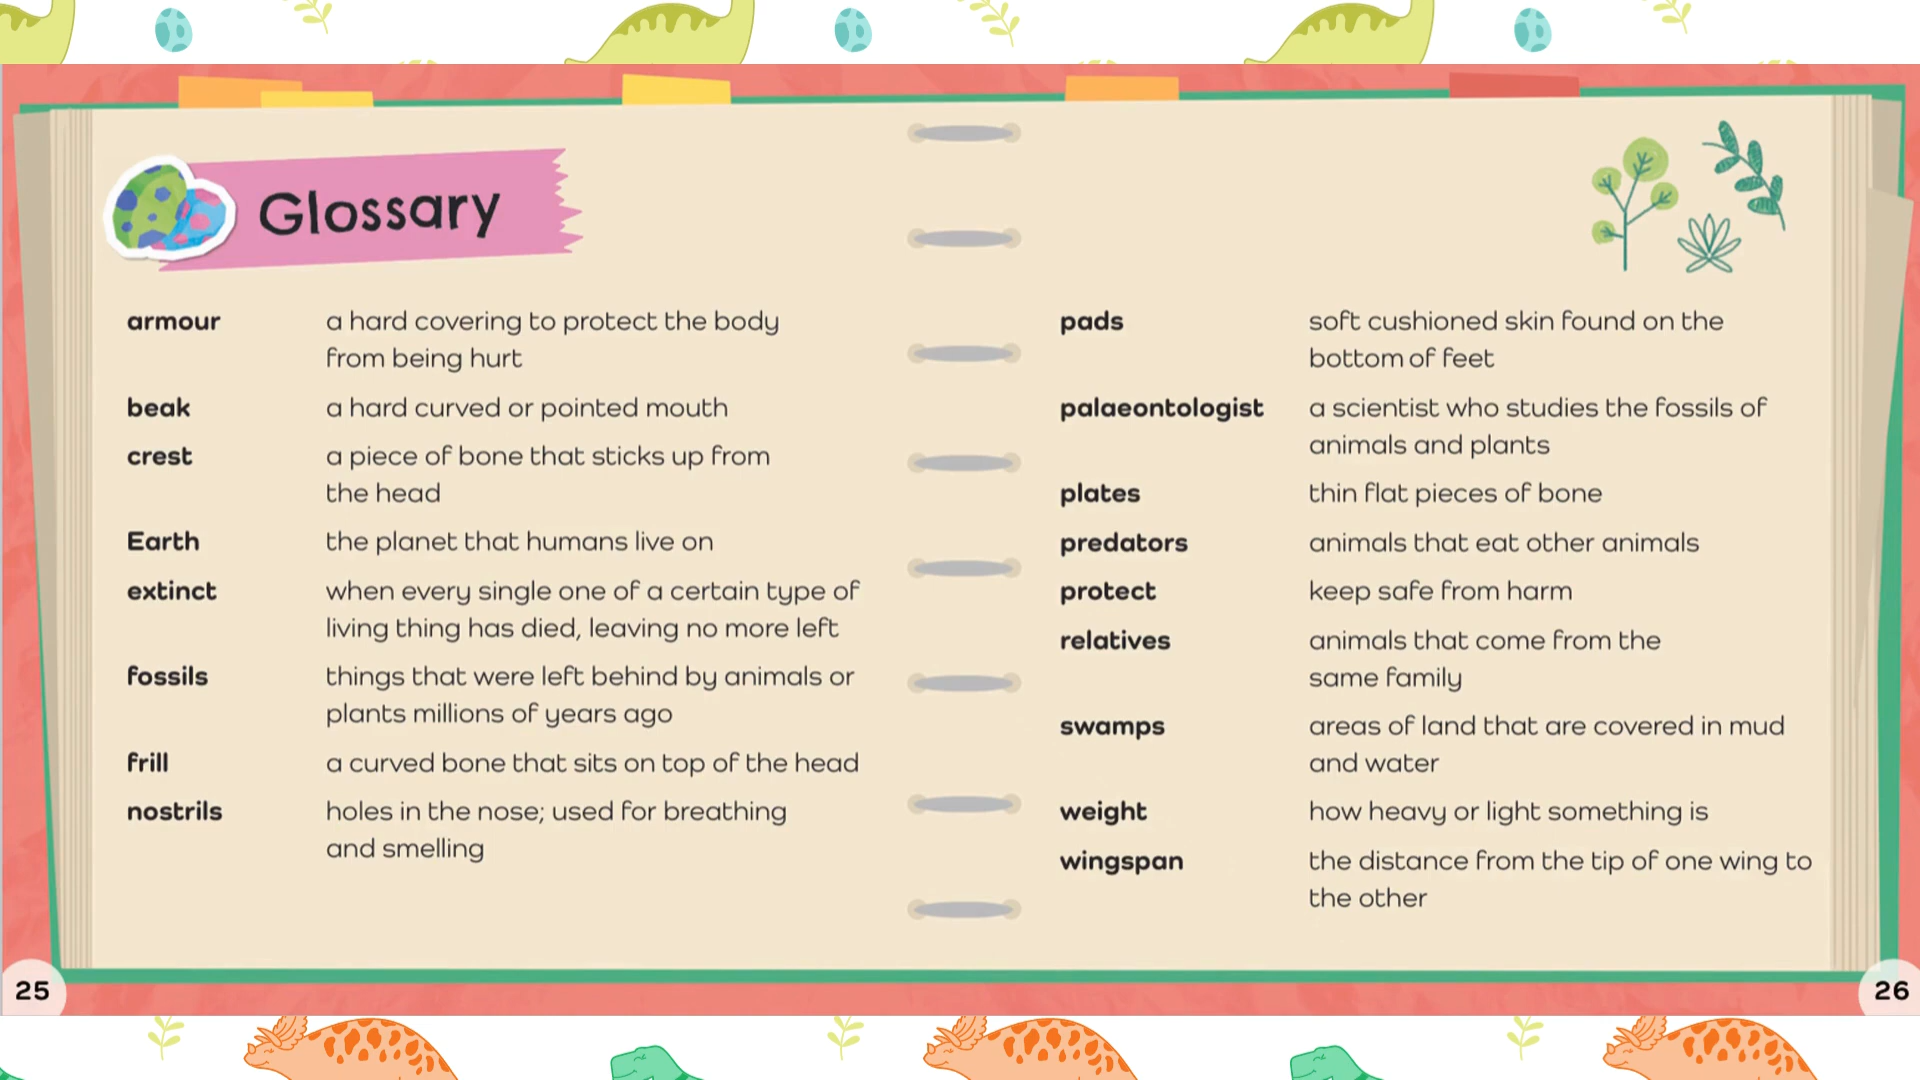 Glossary
armour a hard covering to protect the body
from being hurt
beak a hard curved or pointed mouth
crest a piece of bone that sticks up from
the head
Earth the planet that humans live on
extinct when every single one of a certain type of
living thing has died, leaving no more left
fossils things that were left behind by animals or
plants millions of years ago
frill a curved bone that sits on top of the head
nostrils holes in the nose; used for breathing
and smelling
25
pads soft cushioned skin found on the
bottom of feet
palaeontologist a scientist who studies the fossils of
animals and plants
plates thin flat pieces of bone
predators animals that eat other animals
protect keep safe from harm
relatives animals that come from the
same family
swamps areas of land that are covered in mud
and water
weight how heavy or light something is
wingspan the distance from the tip of one wing to
the other
26